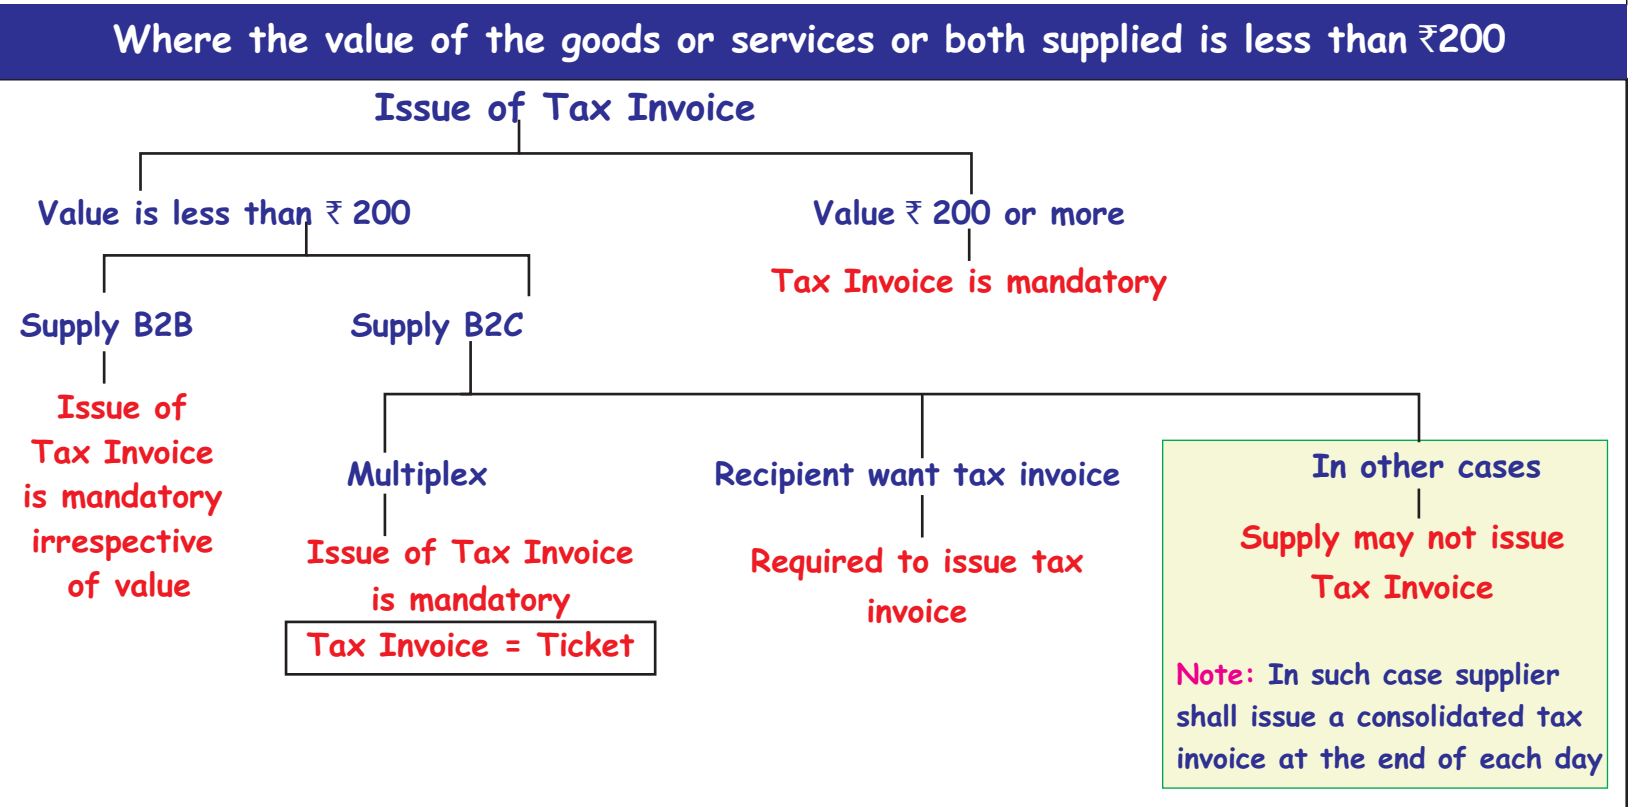 Where the value of the goods or services or both supplied is less than ₹200
Issue of Tax Invoice
Value is less than ₹ 200
Value ₹ 200 or more
Tax Invoice is mandatory
Supply B2B
Supply B2C
Issue of
Tax Invoice
is mandatory
irrespective
of value
Multiplex
Issue of Tax Invoice
is mandatory
Tax Invoice = Ticket
Recipient want tax invoice
Required to issue tax
invoice
In other cases
Supply may not issue
Tax Invoice
Note: In such case supplier
shall issue a consolidated tax
invoice at the end of each day